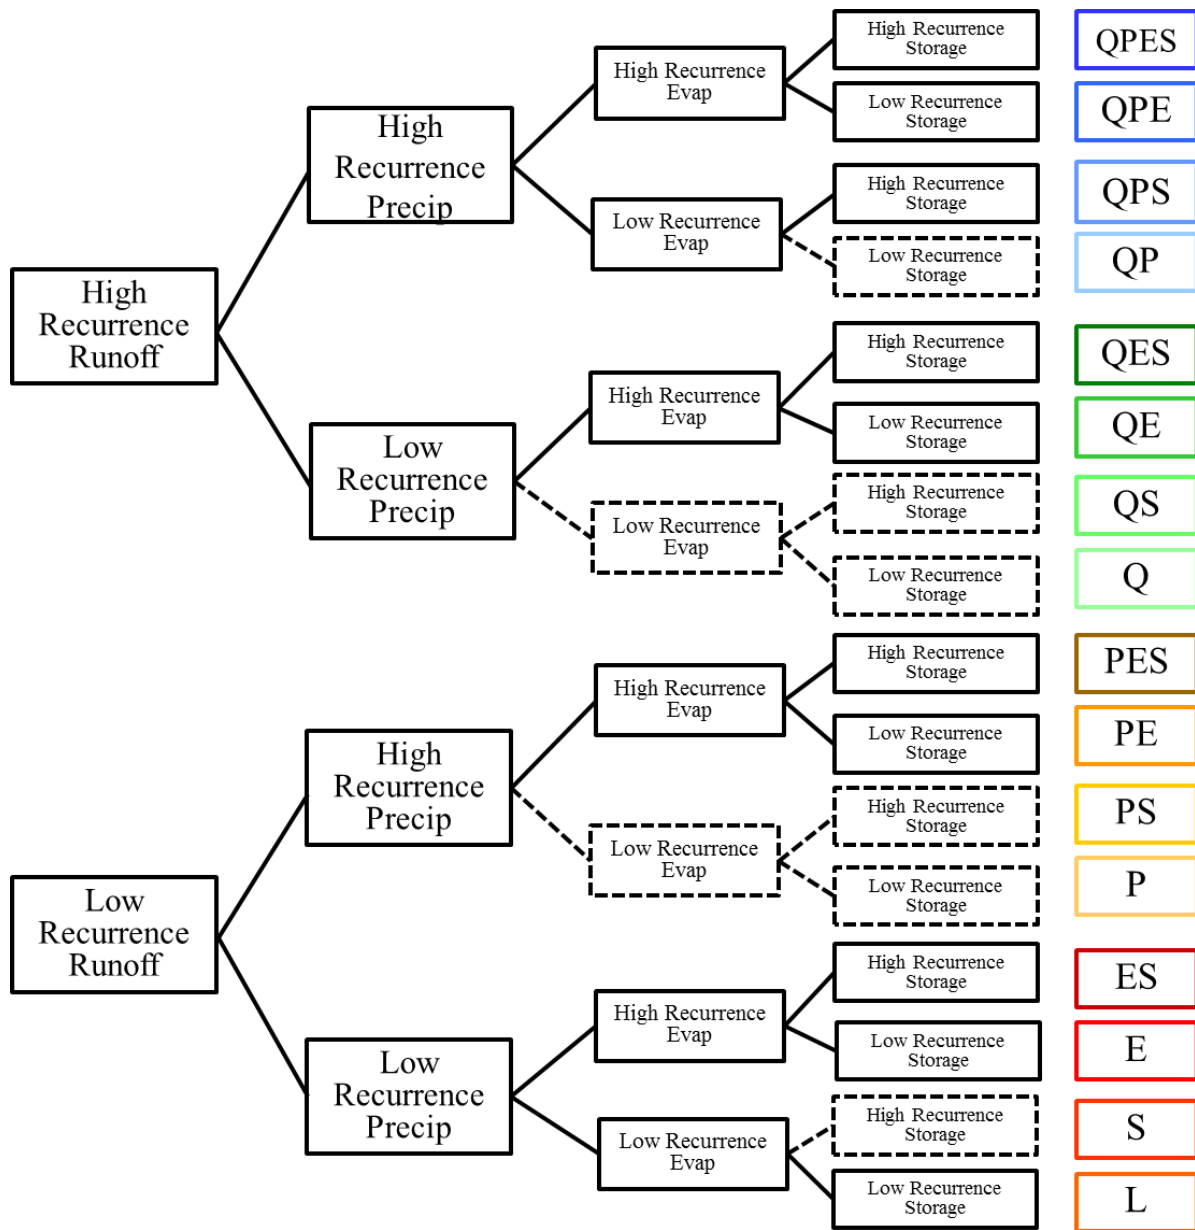 High
Recurrence
Runoff
High
Recurrence
Precip
High Recurrence
Evap
High Recurrence
Storage
QPES
Low Recurrence
Storage
QPE
Low Recurrence
Evap
High Recurrence
Storage
QPS
Low Recurrence
Storage
QP
Low
Recurrence
Precip
High Recurrence
Evap
High Recurrence
Storage
QES
Low Recurrence
Storage
QE
Low Recurrence
Evap
High Recurrence
Storage
QS
Low Recurrence
Storage
Q
Low
Recurrence
Runoff
High
Recurrence
Precip
High Recurrence
Evap
High Recurrence
Storage
PES
Low Recurrence
Storage
PE
Low Recurrence
Evap
High Recurrence
Storage
PS
Low Recurrence
Storage
P
Low
Recurrence
Precip
High Recurrence
Evap
High Recurrence
Storage
ES
Low Recurrence
Storage
E
Low Recurrence
Evap
High Recurrence
Storage
S
Low Recurrence
Storage
L